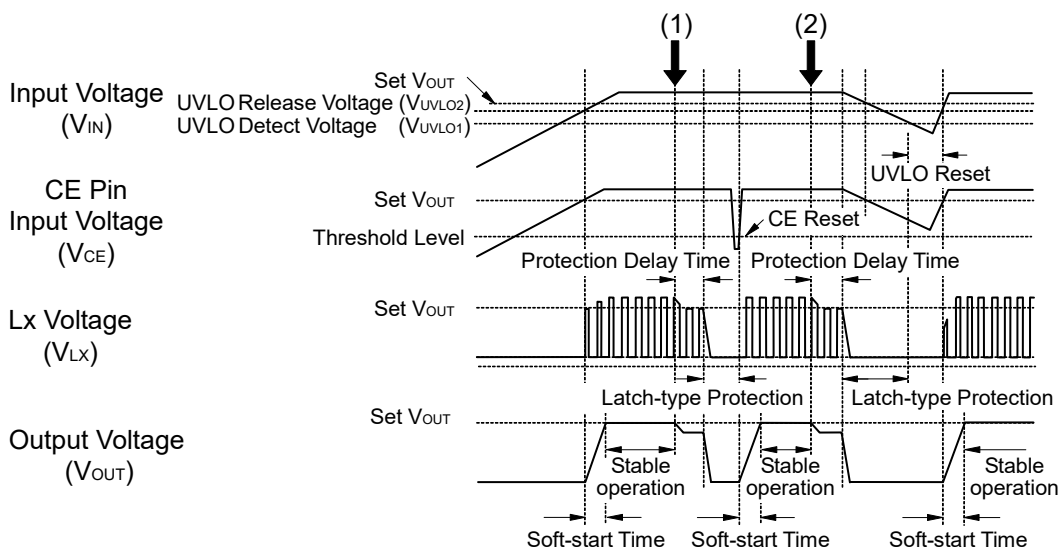 (1) (2)
Set VOUT
Input Voltage
(VIN)
UVLO Release Voltage (VUVLO2)
UVLO Detect Voltage (VUVLO1)
UVLO Reset
CE Pin
Input Voltage
(VCE)
Set VOUT
CE Reset
Threshold Level
Protection Delay Time Protection Delay Time
Lx Voltage
(VLX)
Set VOUT
Latch-type Protection Latch-type Protection
Output Voltage
(VOUT)
Set VOUT
Stable operation
Stable operation
Stable operation
Soft-start Time Soft-start Time Soft-start Time